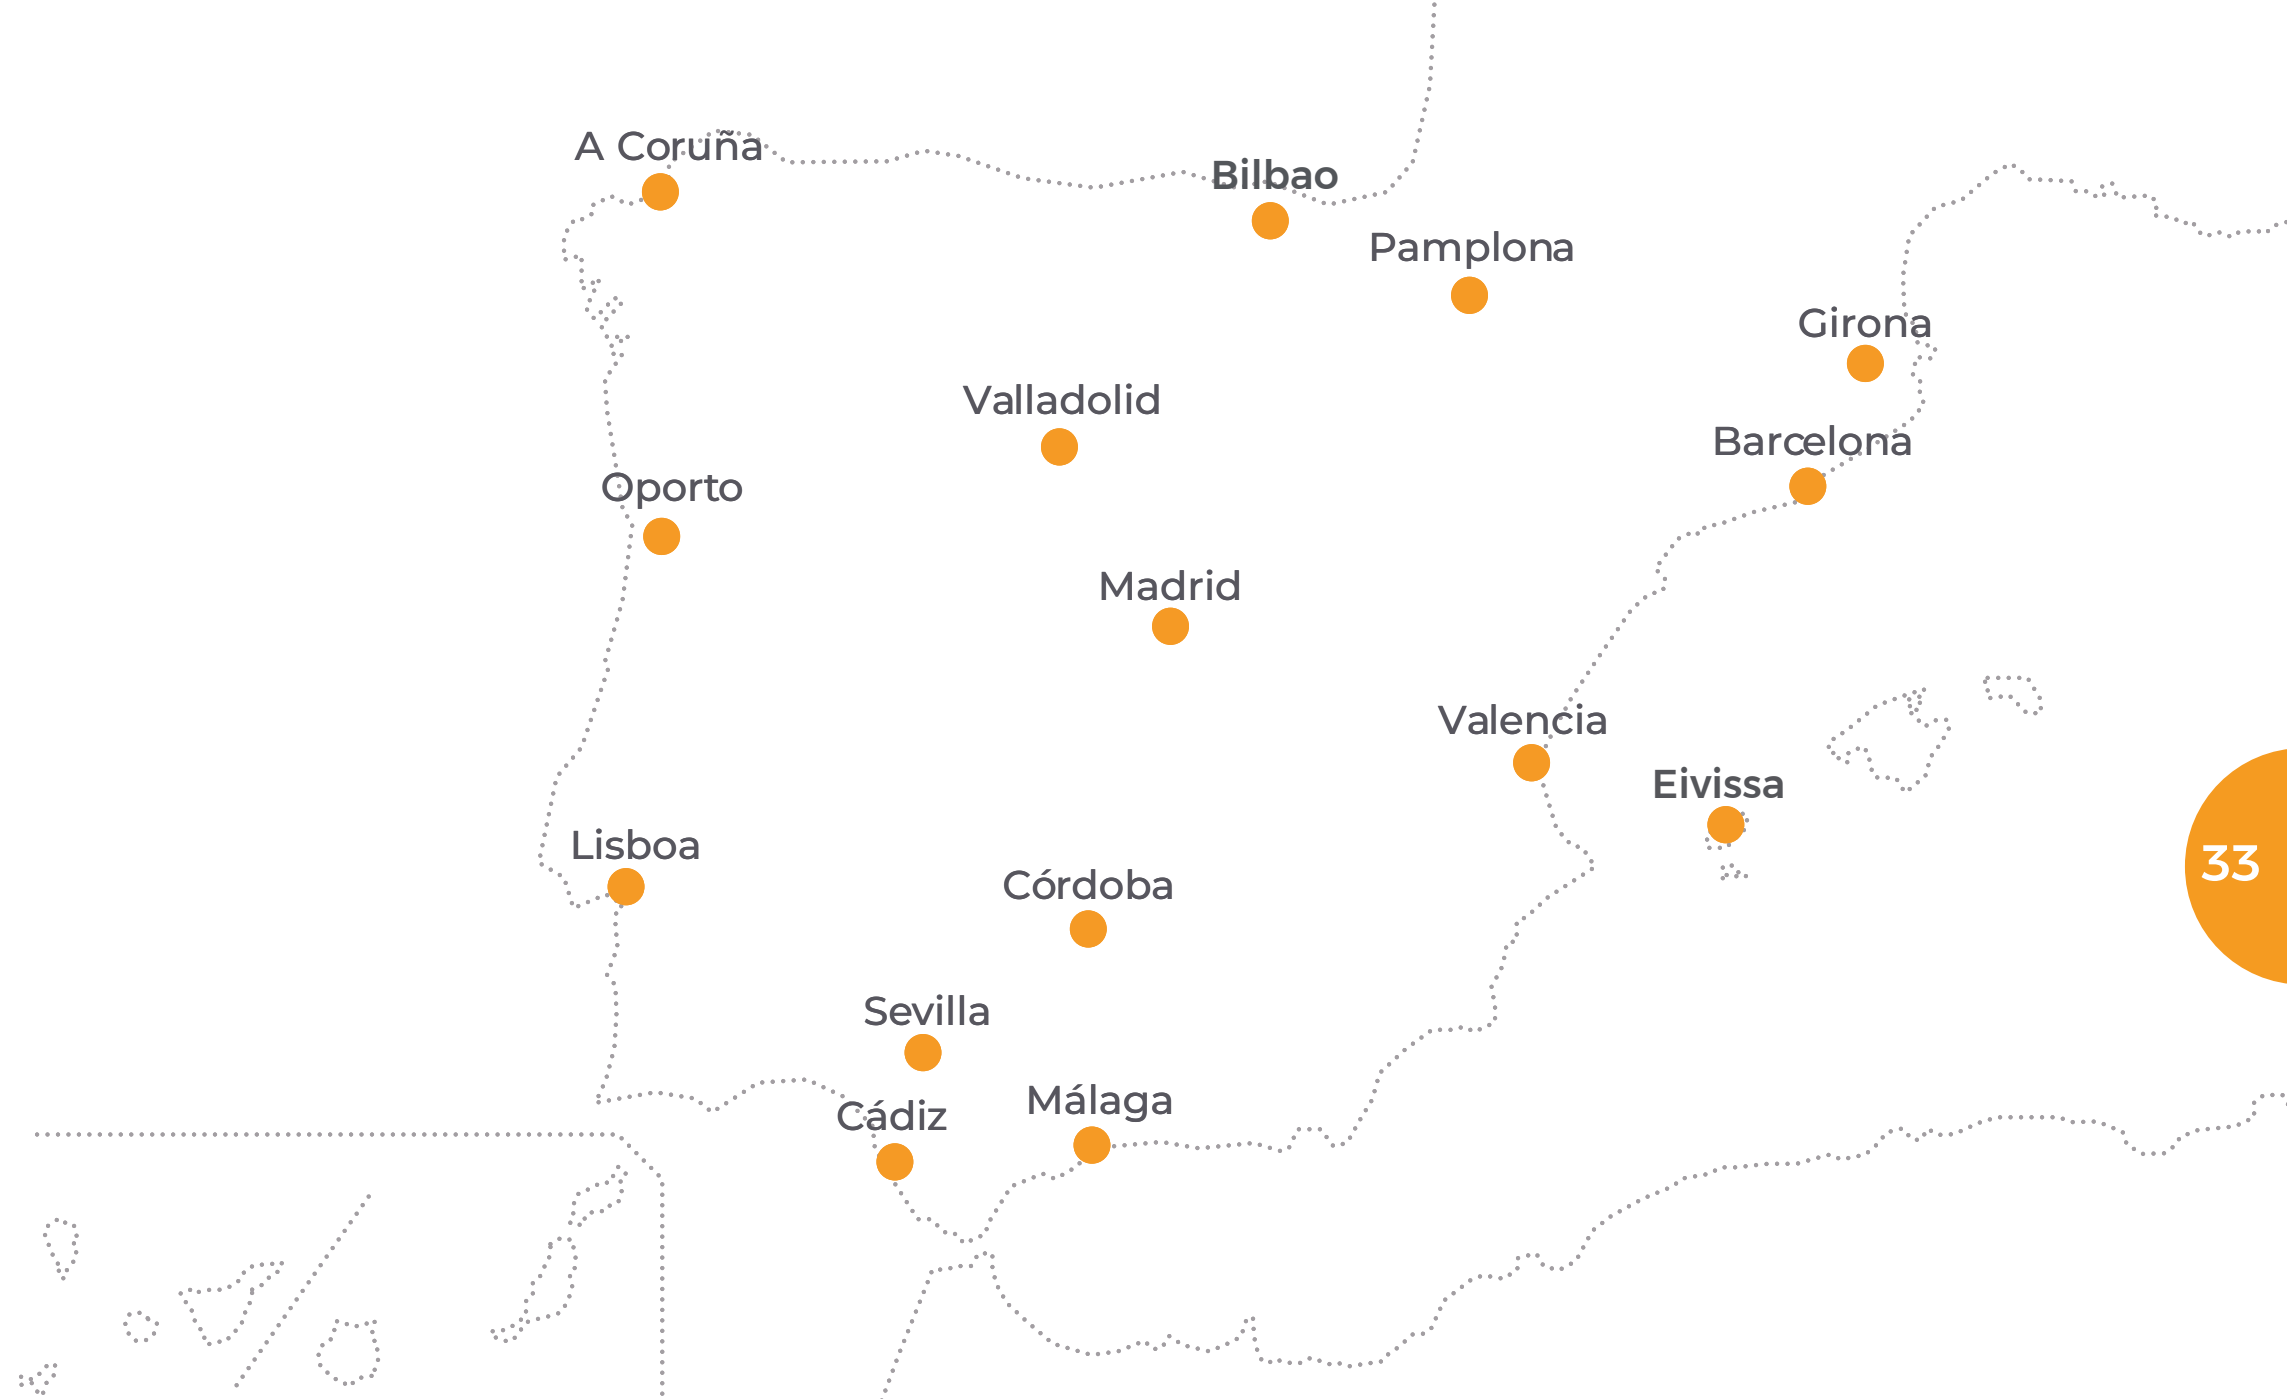 A Coruña
Bilbao
Pamplona
Girona
Valladolid
Barcelona
Oporto
Madrid
Valencia
Eivissa
Lisboa
33
Córdoba
Sevilla
Málaga
Cádiz